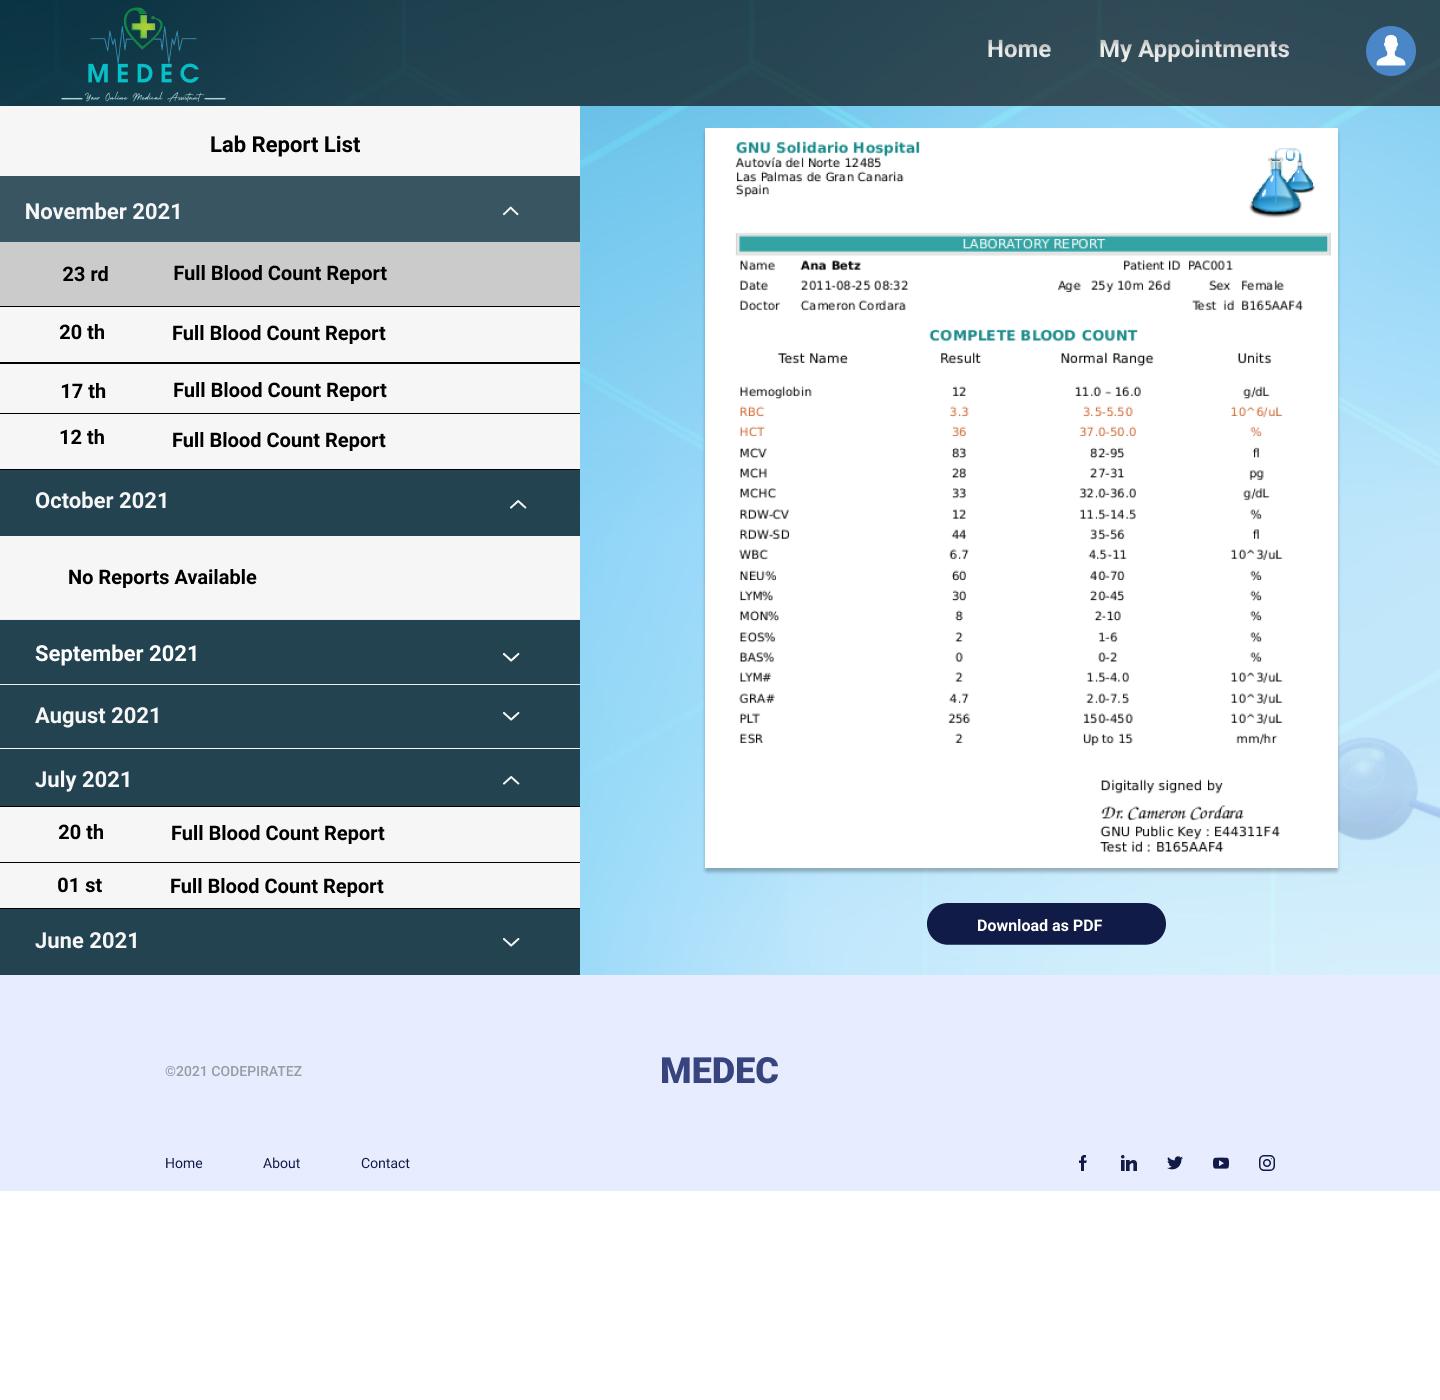 MEDEC
Your Online Medical Assistant
Home My Appointments
Lab Report List
November 2021
23 rd Full Blood Count Report
20 th Full Blood Count Report
17 th Full Blood Count Report
12 th Full Blood Count Report
October 2021
No Reports Available
September 2021
August 2021
July 2021
20 th Full Blood Count Report
01 st Full Blood Count Report
June 2021
GNU Solidario Hospital
Autovía del Norte 12485
Las Palmas de Gran Canaria
Spain
LABORATORY REPORT
Name Ana Betz Patient ID PAC001
Date 2011-08-25 08:32 Age 25y 10m 26d Sex Female
Doctor Cameron Cordara Test id B165AAF4
COMPLETE BLOOD COUNT
Test Name Result Normal Range Units
Hemoglobin 12 11.0 – 16.0 g/dL
RBC 3.3 3.5-5.50 10^6/uL
HCT 36 37.0-50.0 %
MCV 83 82-95 fl
MCH 28 27-31 pg
MCHC 33 32.0-36.0 g/dL
RDW-CV 12 11.5-14.5 %
RDW-SD 44 35-56 fl
WBC 6.7 4.5-11 10^3/uL
NEU% 60 40-70 %
LYM% 30 20-45 %
MON% 8 2-10 %
EOS% 2 1-6 %
BAS% 0 0-2 %
LYM# 2 1.5-4.0 10^3/uL
GRA# 4.7 2.0-7.5 10^3/uL
PLT 256 150-450 10^3/uL
ESR 2 Up to 15 mm/hr
Digitally signed by
Dr. Cameron Cordara
GNU Public Key : E44311F4
Test id : B165AAF4
Download as PDF
©2021 CODEPIRATEZ
MEDEC
Home About Contact